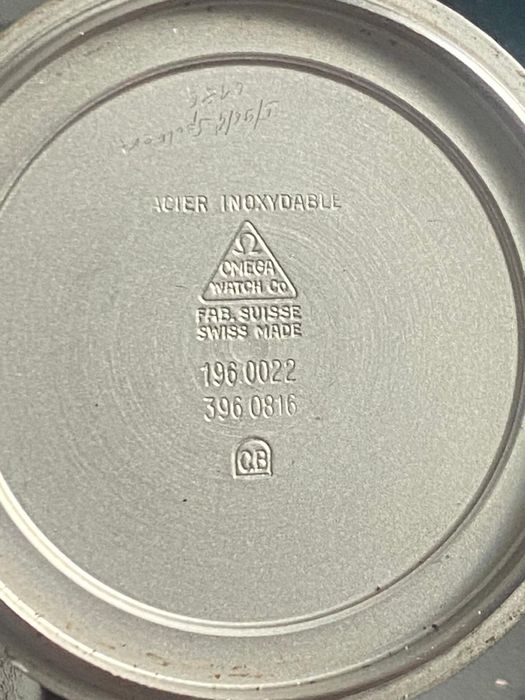 ACIER INOXYDABLE
Ω
OMEGA
WATCH Co
FAB. SUISSE
SWISS MADE
196.0022
396.0816
CB